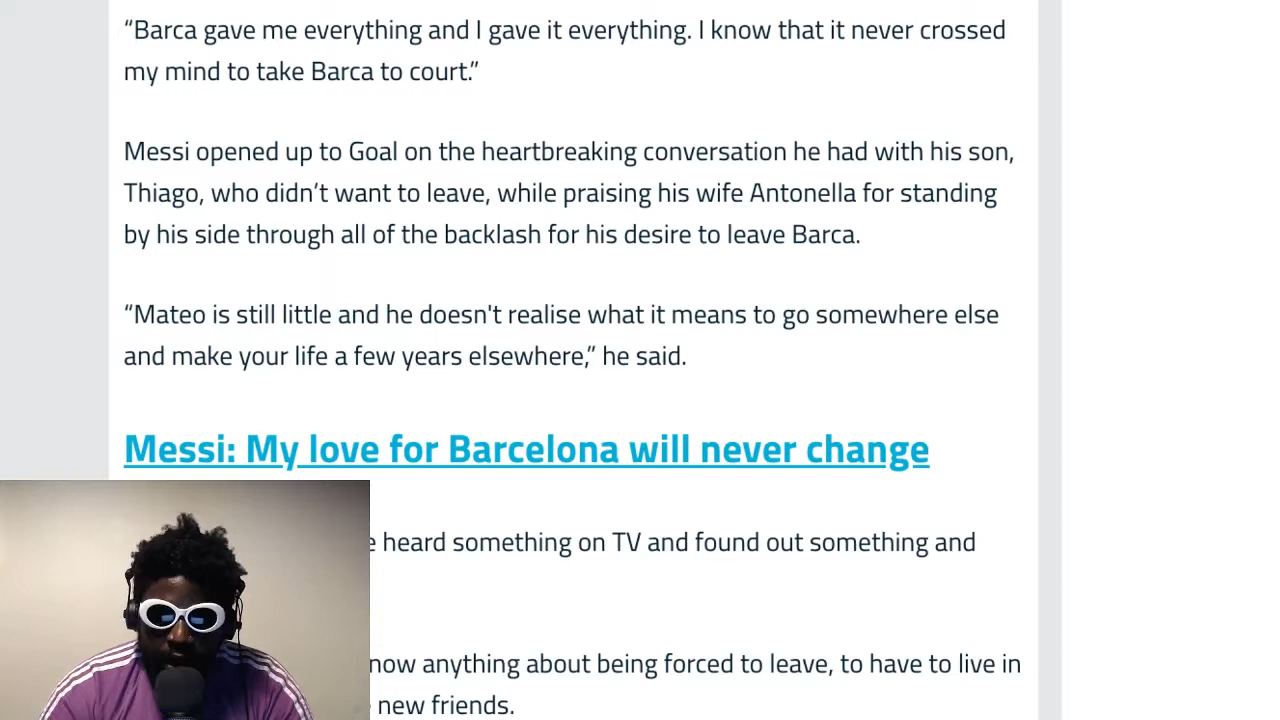 “Barca gave me everything and I gave it everything. I know that it never crossed
my mind to take Barca to court.”
Messi opened up to Goal on the heartbreaking conversation he had with his son,
Thiago, who didn’t want to leave, while praising his wife Antonella for standing
by his side through all of the backlash for his desire to leave Barca.
“Mateo is still little and he doesn't realise what it means to go somewhere else
and make your life a few years elsewhere,” he said.
Messi: My love for Barcelona will never change
heard something on TV and found out something and
now anything about being forced to leave, to have to live in
new friends.